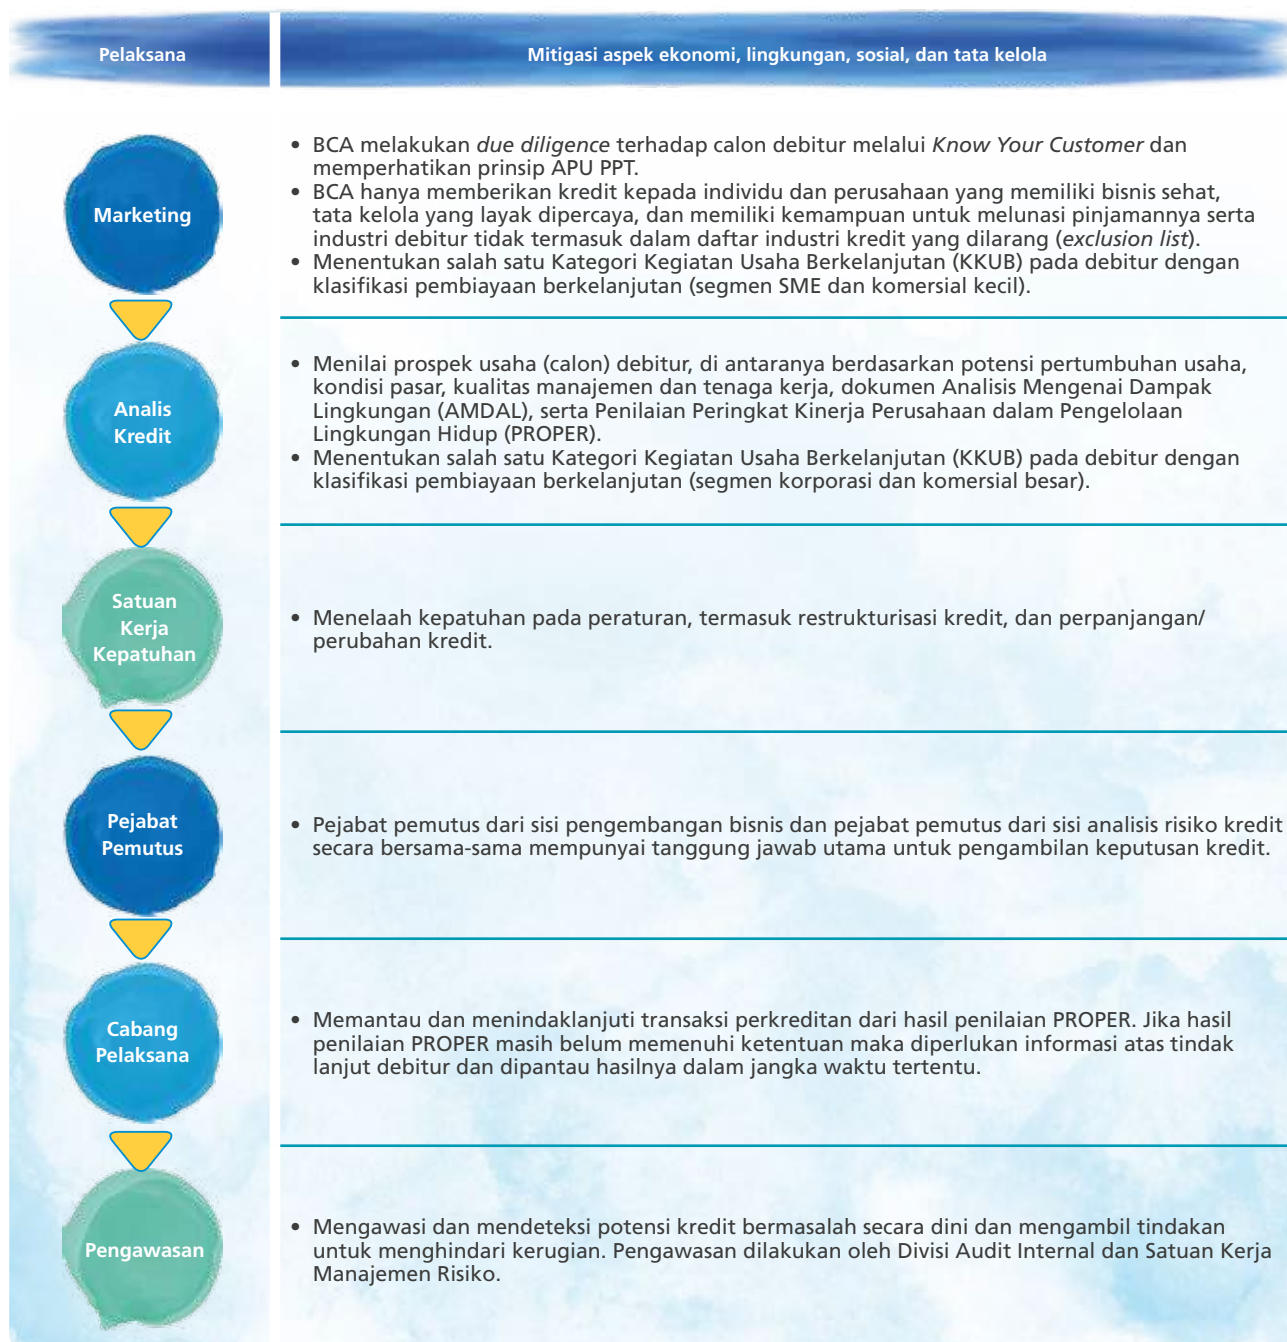 Pelaksana
Mitigasi aspek ekonomi, lingkungan, sosial, dan tata kelola
Marketing
• BCA melakukan due diligence terhadap calon debitur melalui Know Your Customer dan
memperhatikan prinsip APU PPT.
• BCA hanya memberikan kredit kepada individu dan perusahaan yang memiliki bisnis sehat,
tata kelola yang layak dipercaya, dan memiliki kemampuan untuk melunasi pinjamannya serta
industri debitur tidak termasuk dalam daftar industri kredit yang dilarang (exclusion list).
• Menentukan salah satu Kategori Kegiatan Usaha Berkelanjutan (KKUB) pada debitur dengan
klasifikasi pembiayaan berkelanjutan (segmen SME dan komersial kecil).
Analis
Kredit
• Menilai prospek usaha (calon) debitur, di antaranya berdasarkan potensi pertumbuhan usaha,
kondisi pasar, kualitas manajemen dan tenaga kerja, dokumen Analisis Mengenai Dampak
Lingkungan (AMDAL), serta Penilaian Peringkat Kinerja Perusahaan dalam Pengelolaan
Lingkungan Hidup (PROPER).
• Menentukan salah satu Kategori Kegiatan Usaha Berkelanjutan (KKUB) pada debitur dengan
klasifikasi pembiayaan berkelanjutan (segmen korporasi dan komersial besar).
Satuan
Kerja
Kepatuhan
• Menelaah kepatuhan pada peraturan, termasuk restrukturisasi kredit, dan perpanjangan/
perubahan kredit.
Pejabat
Pemutus
• Pejabat pemutus dari sisi pengembangan bisnis dan pejabat pemutus dari sisi analisis risiko kredit
secara bersama-sama mempunyai tanggung jawab utama untuk pengambilan keputusan kredit.
Cabang
Pelaksana
• Memantau dan menindaklanjuti transaksi perkreditan dari hasil penilaian PROPER. Jika hasil
penilaian PROPER masih belum memenuhi ketentuan maka diperlukan informasi atas tindak
lanjut debitur dan dipantau hasilnya dalam jangka waktu tertentu.
Pengawasan
• Mengawasi dan mendeteksi potensi kredit bermasalah secara dini dan mengambil tindakan
untuk menghindari kerugian. Pengawasan dilakukan oleh Divisi Audit Internal dan Satuan Kerja
Manajemen Risiko.